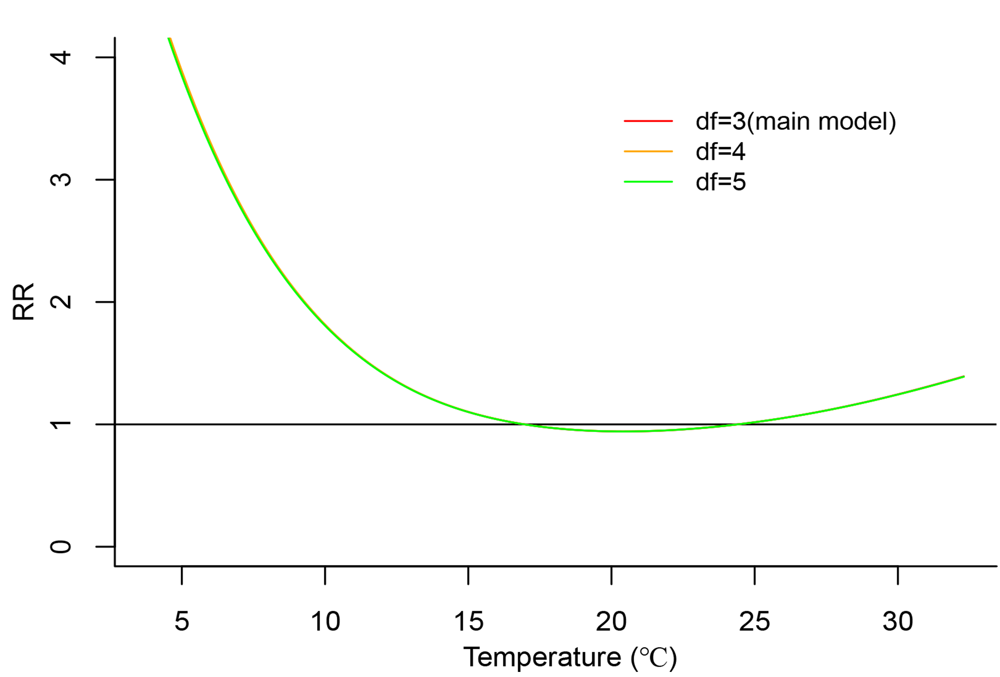 4
3
2
1
0
RR
df=3(main model)
df=4
df=5
5 10 15 20 25 30
Temperature (°C)